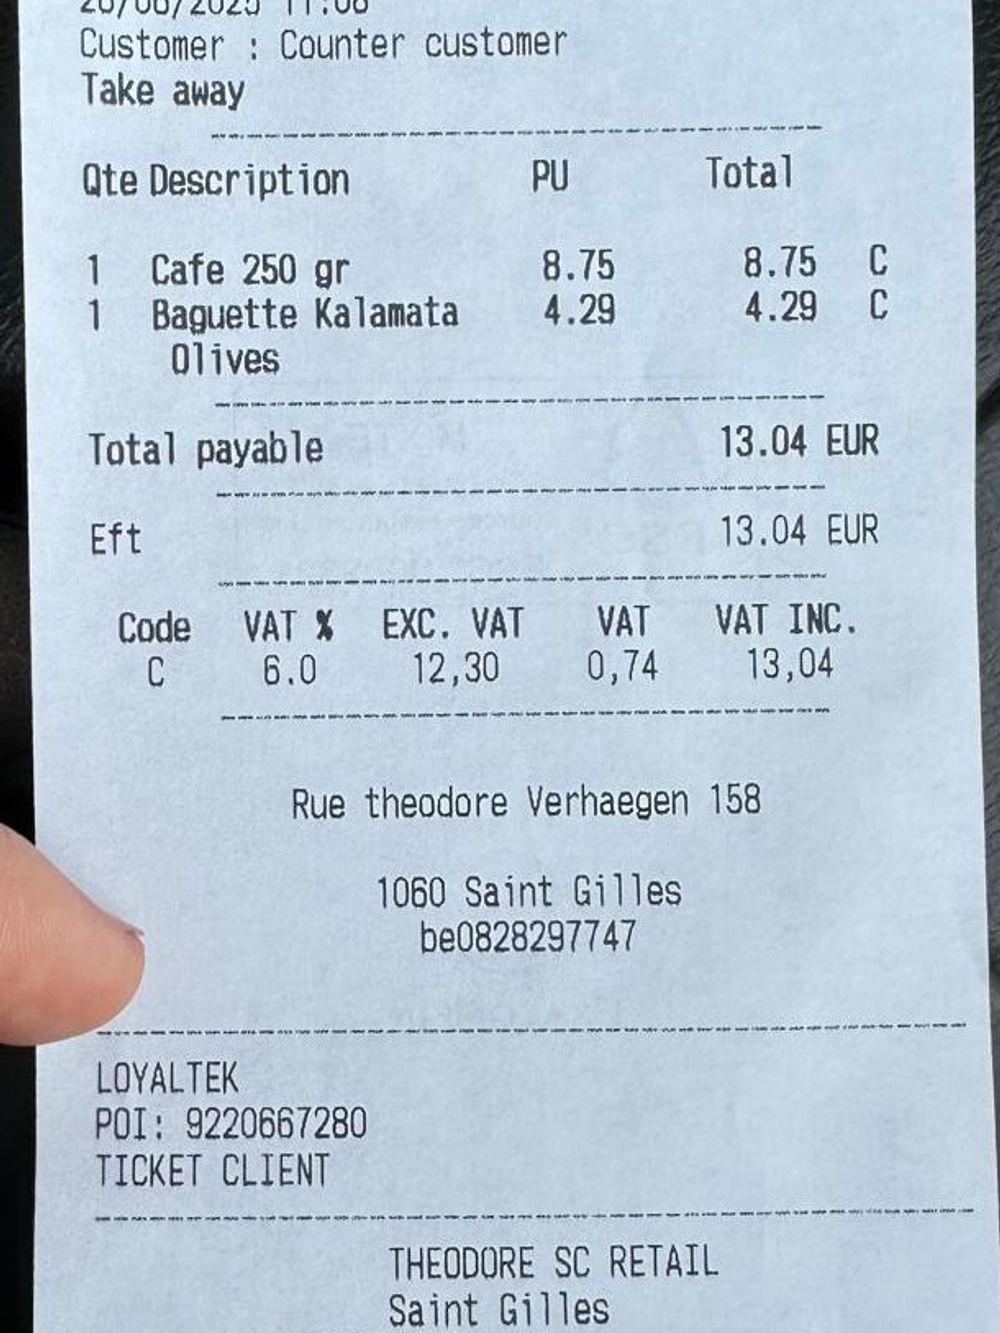 Customer : Counter customer
Take away
Qte Description PU Total
1 Cafe 250 gr 8.75 8.75 C
1 Baguette Kalamata 4.29 4.29 C
Olives
Total payable 13.04 EUR
Eft 13.04 EUR
Code VAT % EXC. VAT VAT VAT INC.
C 6.0 12,30 0,74 13,04
Rue theodore Verhaegen 158
1060 Saint Gilles
be0828297747
LOYALTEK
POI: 9220667280
TICKET CLIENT
THEODORE SC RETAIL
Saint Gilles